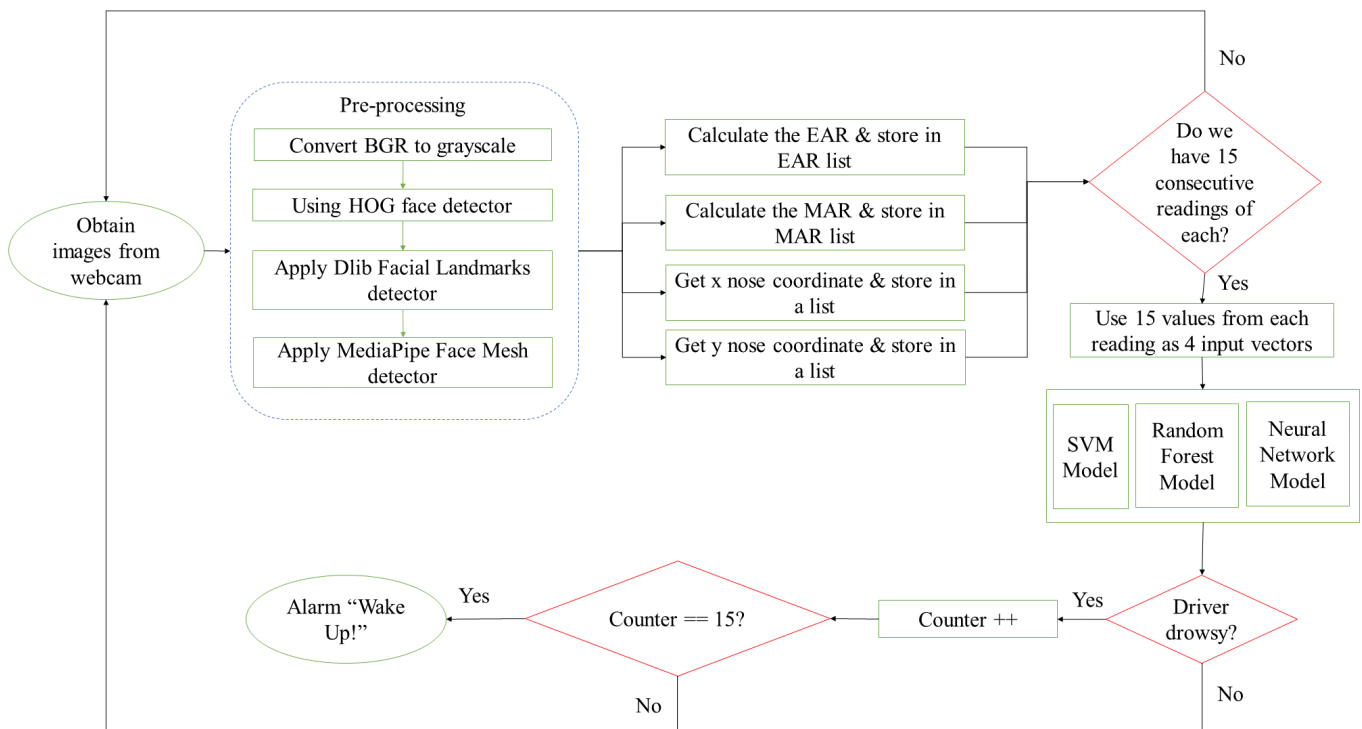 Pre-processing
Convert BGR to grayscale
Using HOG face detector
Apply Dlib Facial Landmarks
detector
Apply MediaPipe Face Mesh
detector
Obtain
images from
webcam
Calculate the EAR & store in
EAR list
Calculate the MAR & store in
MAR list
Get x nose coordinate & store in
a list
Get y nose coordinate & store in
a list
No
Do we
have 15
consecutive
readings of
each?
Yes
Use 15 values from each
reading as 4 input vectors
SVM
Model
Random
Forest
Model
Neural
Network
Model
Driver
drowsy?
Yes
No
Counter ++
Counter == 15?
Yes
No
Alarm “Wake
Up!”